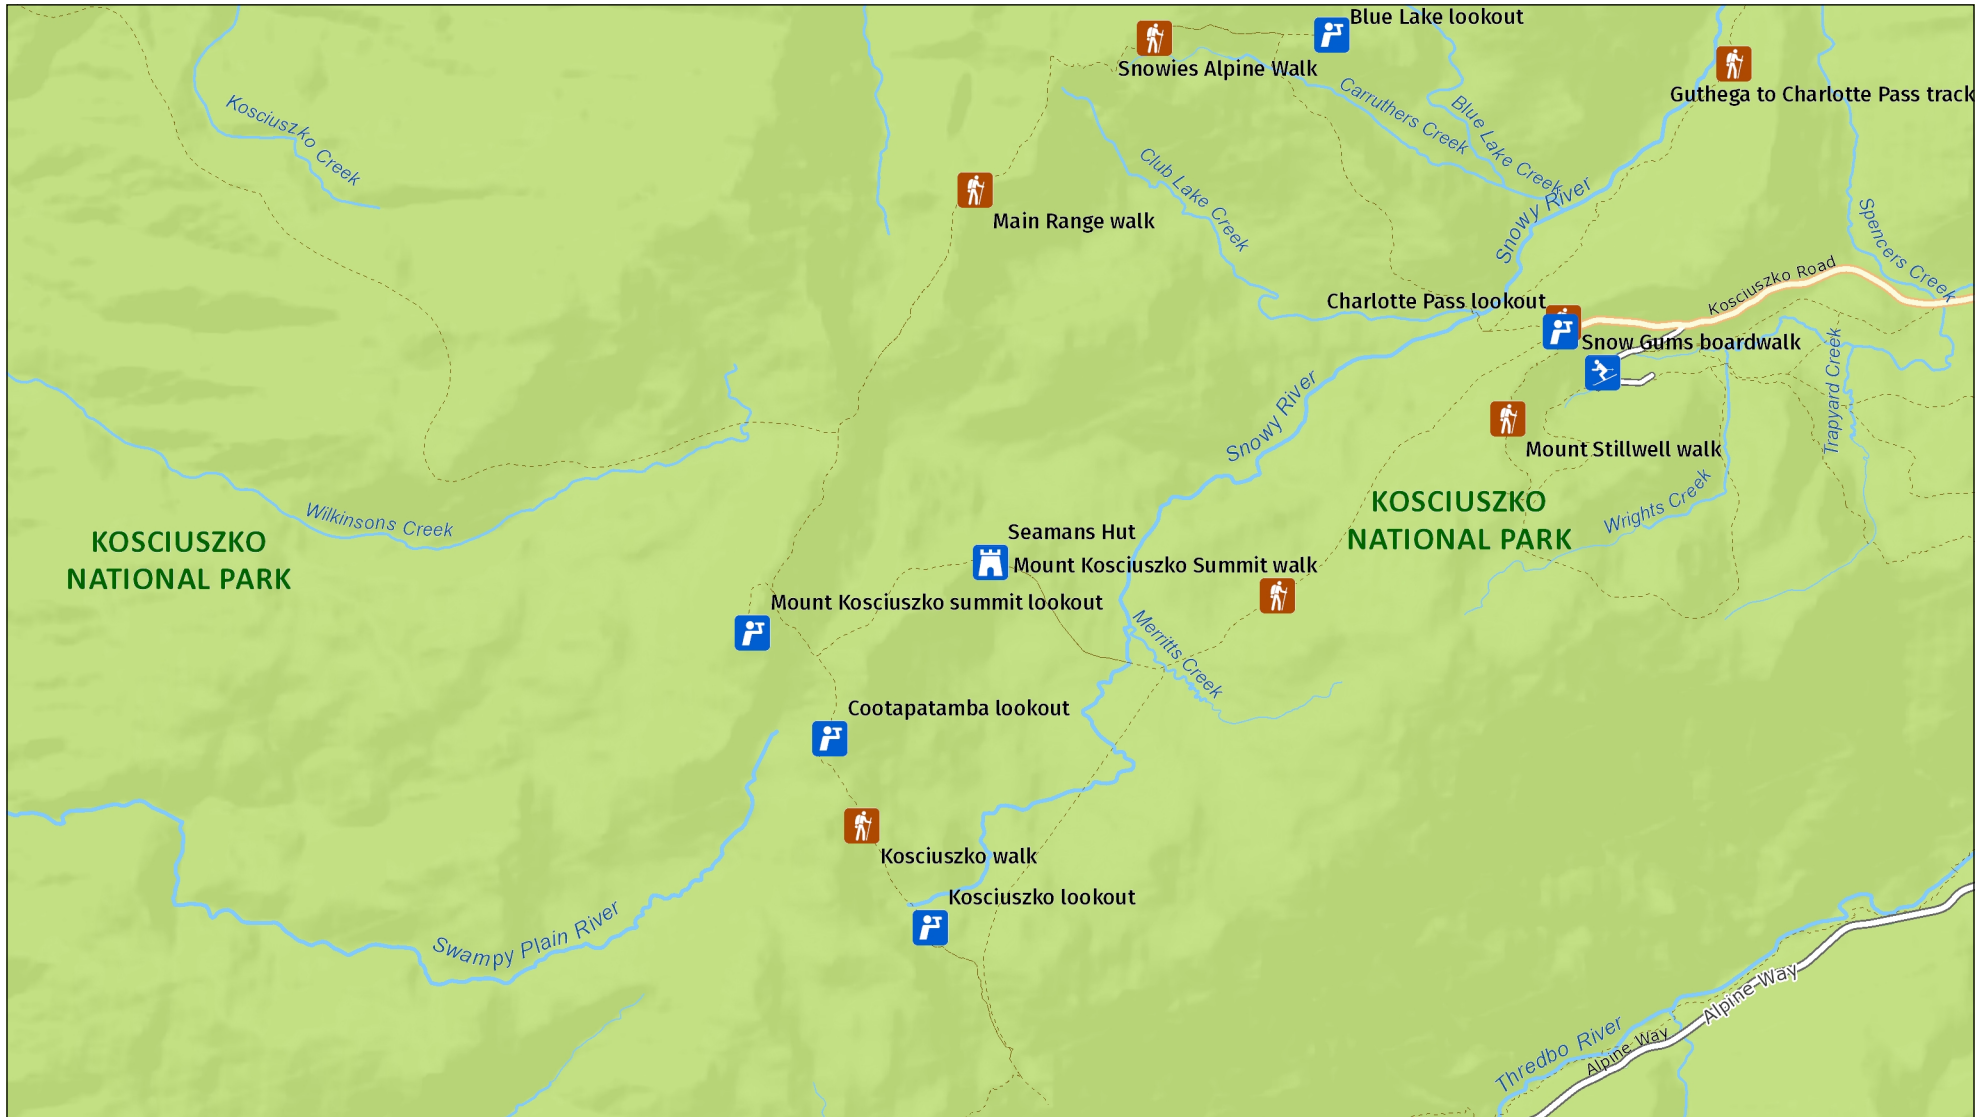 Blue Lake lookout
Snowies Alpine Walk
Guthega to Charlotte Pass track
Kosciuszko Creek
Carruthers Creek
Blue Lake Creek
Club Lake Creek
Main Range walk
Snowy River
Spencers Creek
Kosciuszko Road
Charlotte Pass lookout
Snow Gums boardwalk
Trapyard Creek
Snowy River
Mount Stillwell walk
Wrights Creek
KOSCIUSZKO
NATIONAL PARK
Wilkinsons Creek
KOSCIUSZKO
NATIONAL PARK
Seamans Hut
Mount Kosciuszko Summit walk
Mount Kosciuszko summit lookout
Merritts Creek
Cootapatamba lookout
Kosciuszko walk
Kosciuszko lookout
Swampy Plain River
Alpine Way
Thredbo River
Alpine Way